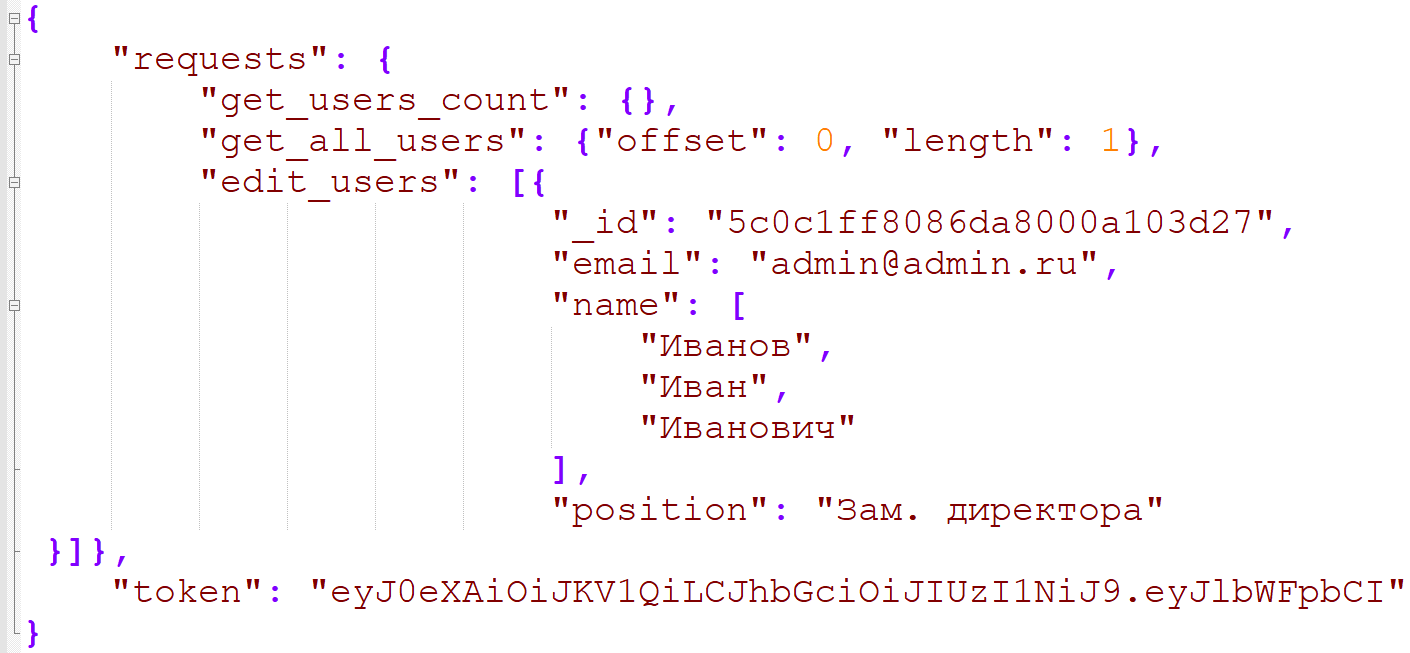 {
"requests": {
"get_users_count": {},
"get_all_users": {"offset": 0, "length": 1},
"edit_users": [{
"_id": "5c0c1ff8086da8000a103d27",
"email": "admin@admin.ru",
"name": [
"Иванов",
"Иван",
"Иванович"
],
"position": "Зам. директора"
}]},
"token": "eyJ0eXAiOiJKV1QiLCJhbGciOiJIUzI1NiJ9.eyJlbWFpbCI"
}